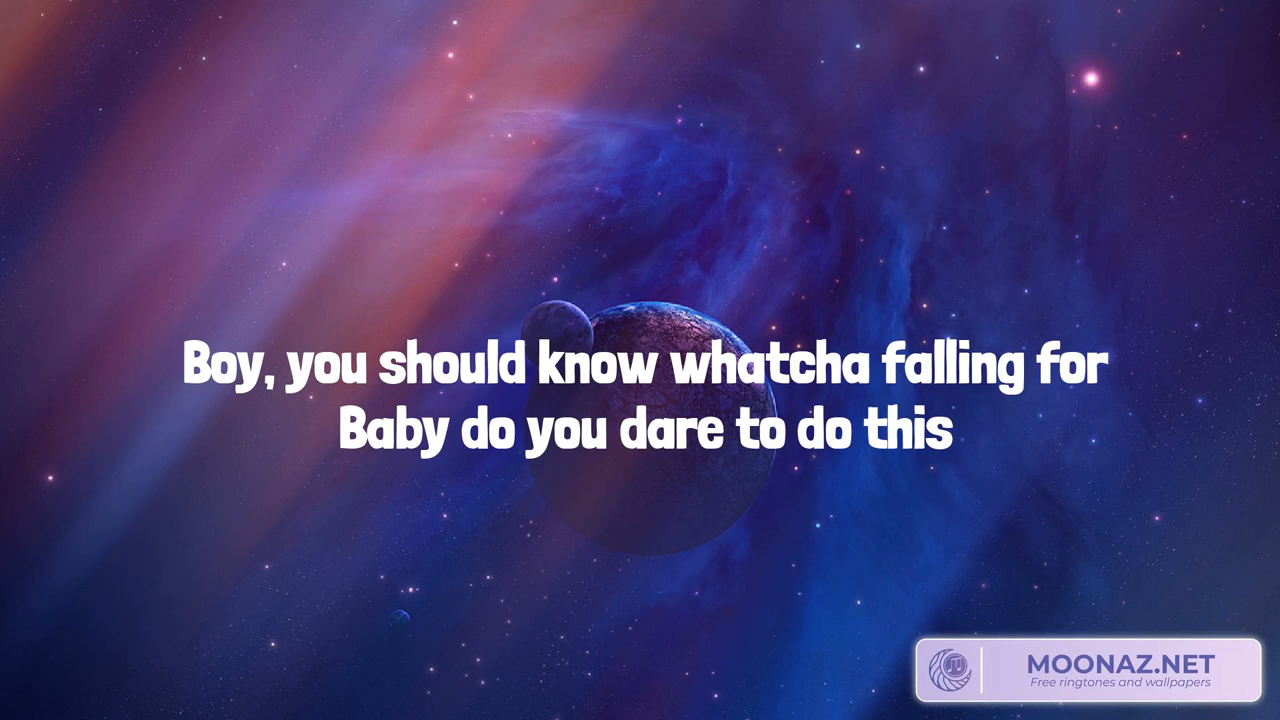 Boy, you should know whatcha falling for
Baby do you dare to do this
MOONAZ.NET
Free ringtones and wallpapers